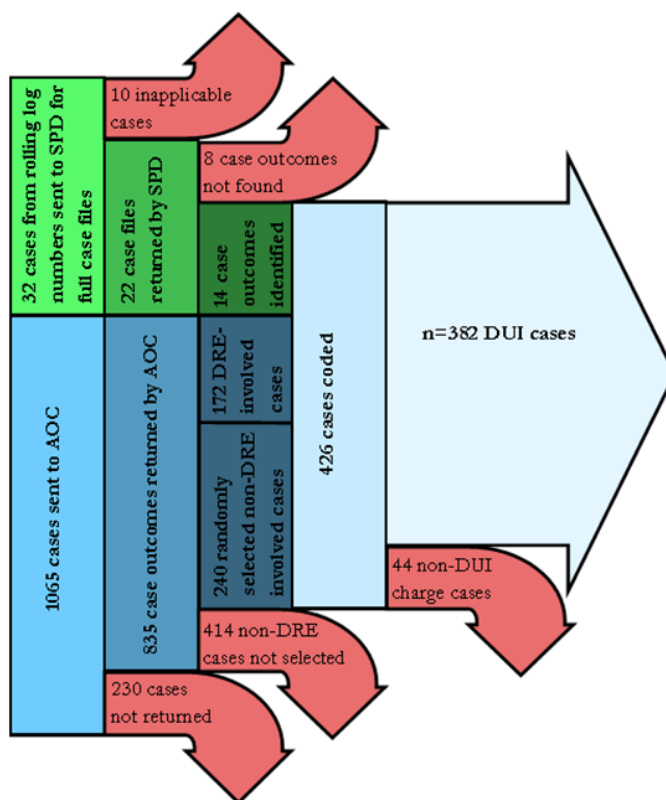 32 cases from rolling log
numbers sent to SPD for
full case files
10 inapplicable
cases
22 case files
returned by SPD
8 case outcomes
not found
14 case
outcomes
identified
1065 cases sent to AOC
835 case outcomes returned by AOC
172 DRE-
involved
cases
240 randomly
selected non-DRE
involved cases
426 cases coded
n=382 DUI cases
44 non-DUI
charge cases
414 non-DRE
cases not selected
230 cases
not returned